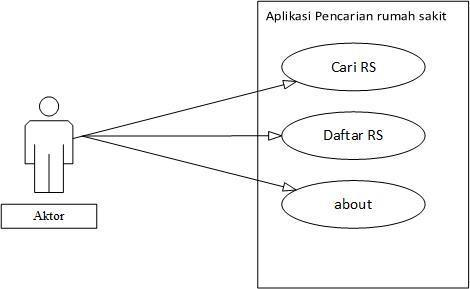 Aplikasi Pencarian rumah sakit
Cari RS
Daftar RS
about
Aktor